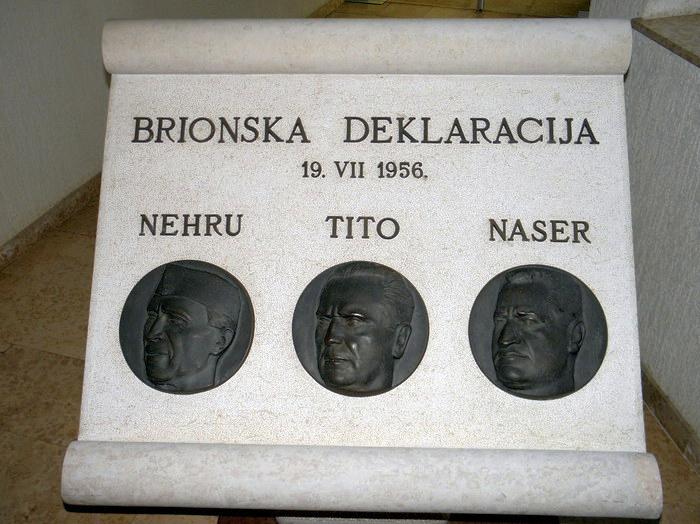 BRIONSKA DEKLARACIJA
19. VII 1956.
NEHRU TITO NASER